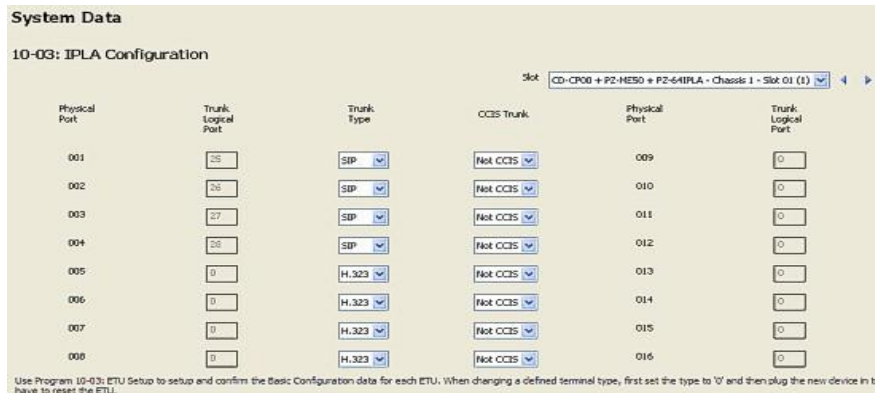 System Data
10-03: IPLA Configuration
Slot CD-CP00 + PZ-ME50 + PZ-64IPLA - Chassis 1 - Slot 01 (1)
Physical Port Trunk Logical Port Trunk Type CCIS Trunk Physical Port Trunk Logical Port
001 25 SIP Not CCIS 009 0
002 26 SIP Not CCIS 010 0
003 27 SIP Not CCIS 011 0
004 28 SIP Not CCIS 012 0
005 0 H.323 Not CCIS 013 0
006 0 H.323 Not CCIS 014 0
007 0 H.323 Not CCIS 015 0
008 0 H.323 Not CCIS 016 0
Use Program 10-03: ETU Setup to setup and confirm the Basic Configuration data for each ETU. When changing a defined terminal type, first set the type to '0' and then plug the new device in
have to reset the ETU.